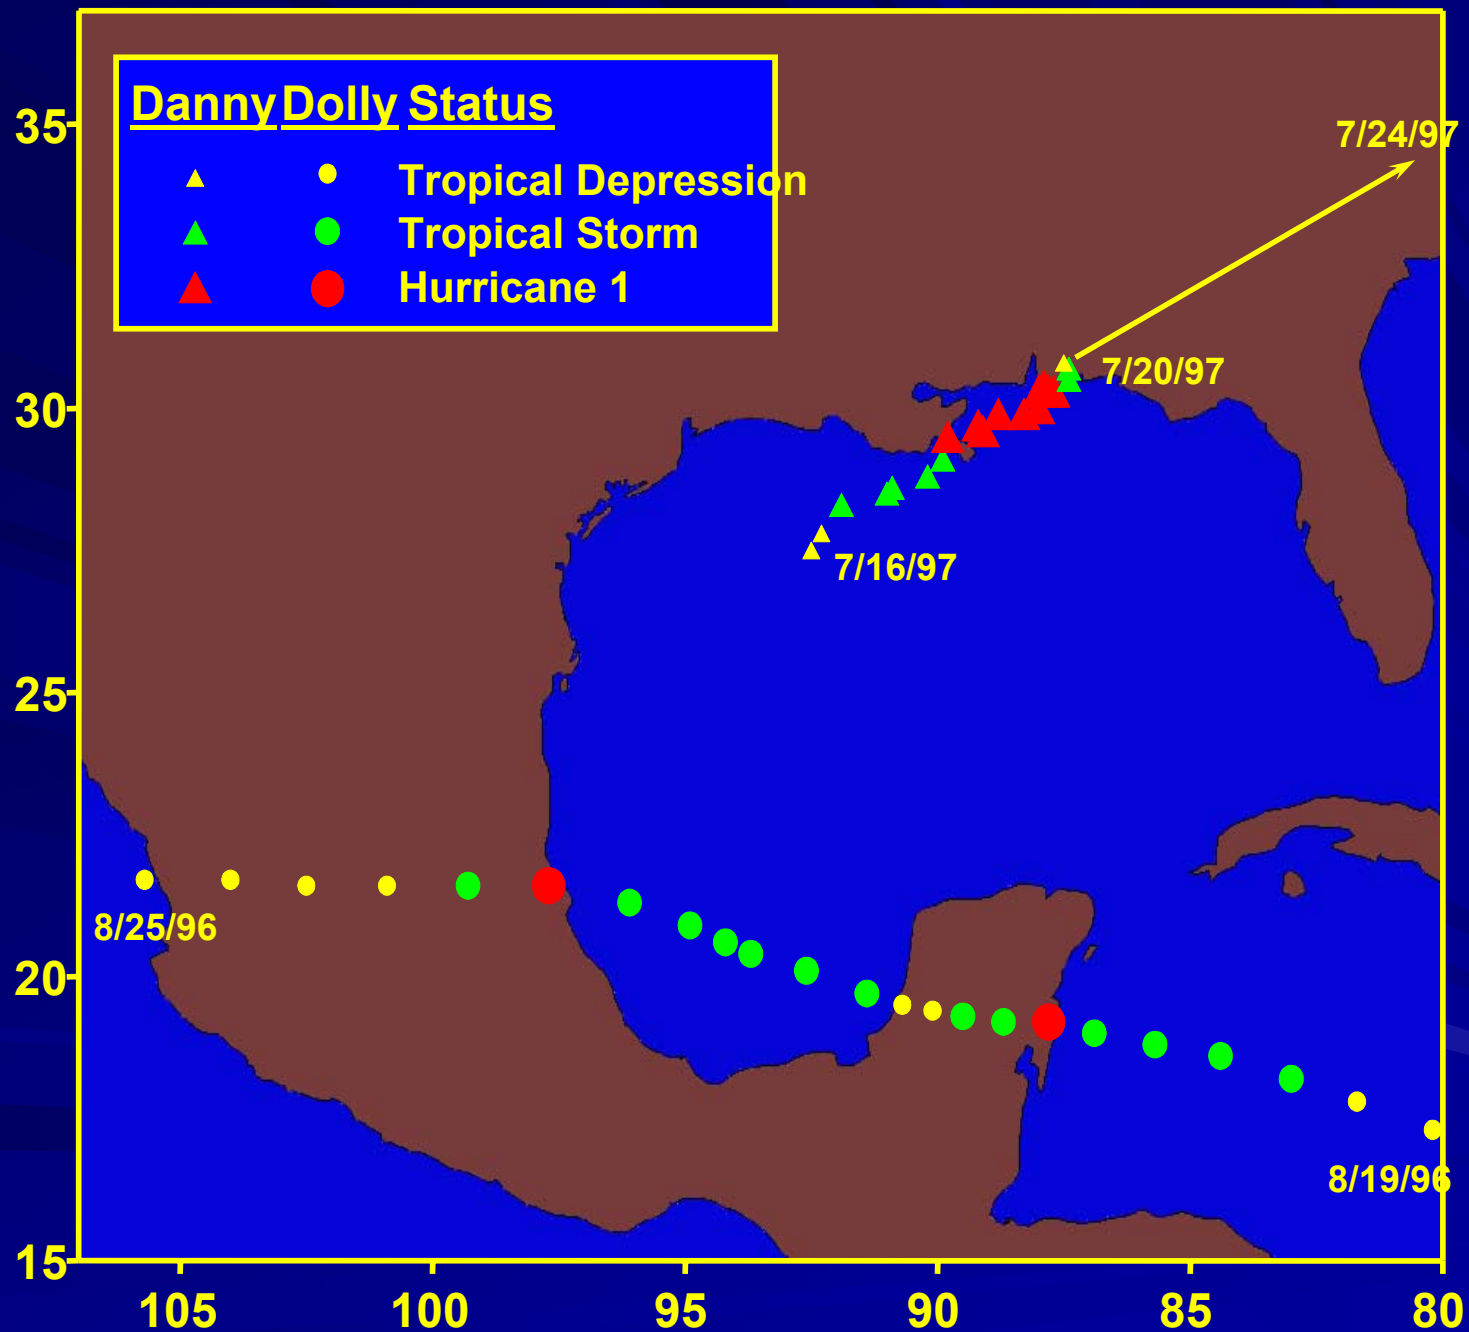 Danny Dolly Status
Tropical Depression
Tropical Storm
Hurricane 1
35
30
25
20
15
7/24/97
7/20/97
7/16/97
8/25/96
8/19/96
105 100 95 90 85 80